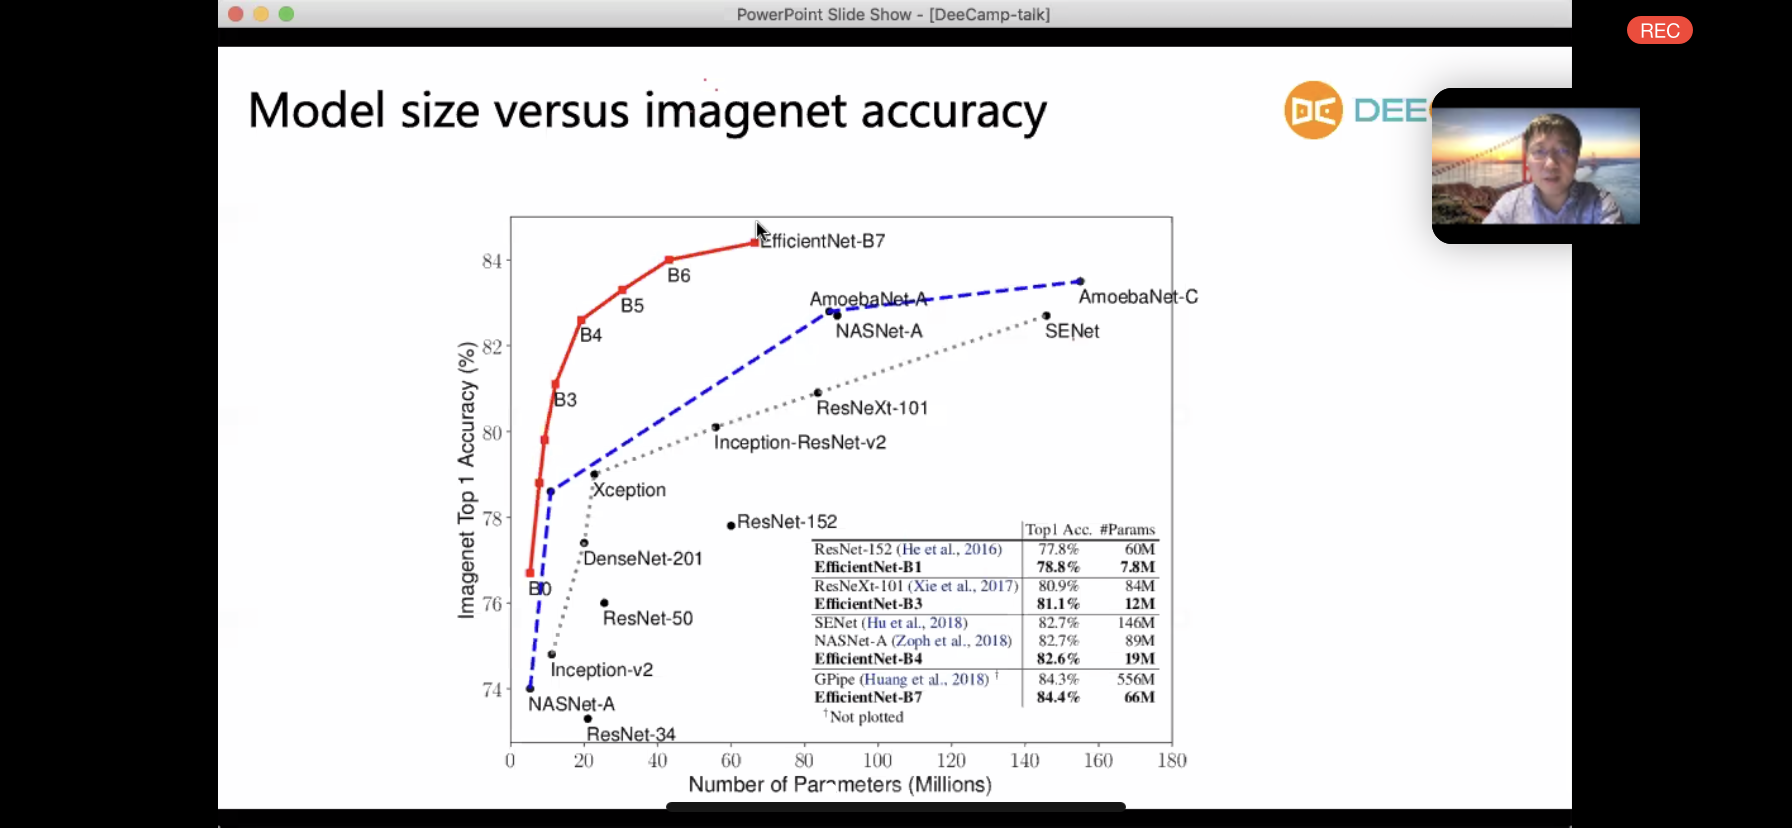 PowerPoint Slide Show - [DeeCamp-talk]
REC
Model size versus imagenet accuracy
DEE
EfficientNet-B7
84
B6
AmoebaNet-A
AmoebaNet-C
B5
NASNet-A
SENet
B4
82
B3
ResNeXt-101
80
Inception-ResNet-v2
Xception
78
ResNet-152
DenseNet-201
B0
76
ResNet-50
Inception-v2
74
NASNet-A
ResNet-34
Imagenet Top 1 Accuracy (%)
Top1 Acc. #Params
ResNet-152 (He et al., 2016) 77.8% 60M
EfficientNet-B1 78.8% 7.8M
ResNeXt-101 (Xie et al., 2017) 80.9% 84M
EfficientNet-B3 81.1% 12M
SENet (Hu et al., 2018) 82.7% 146M
NASNet-A (Zoph et al., 2018) 82.7% 89M
EfficientNet-B4 82.6% 19M
GPipe (Huang et al., 2018) † 84.3% 556M
EfficientNet-B7 84.4% 66M
†Not plotted
0 20 40 60 80 100 120 140 160 180
Number of Parameters (Millions)